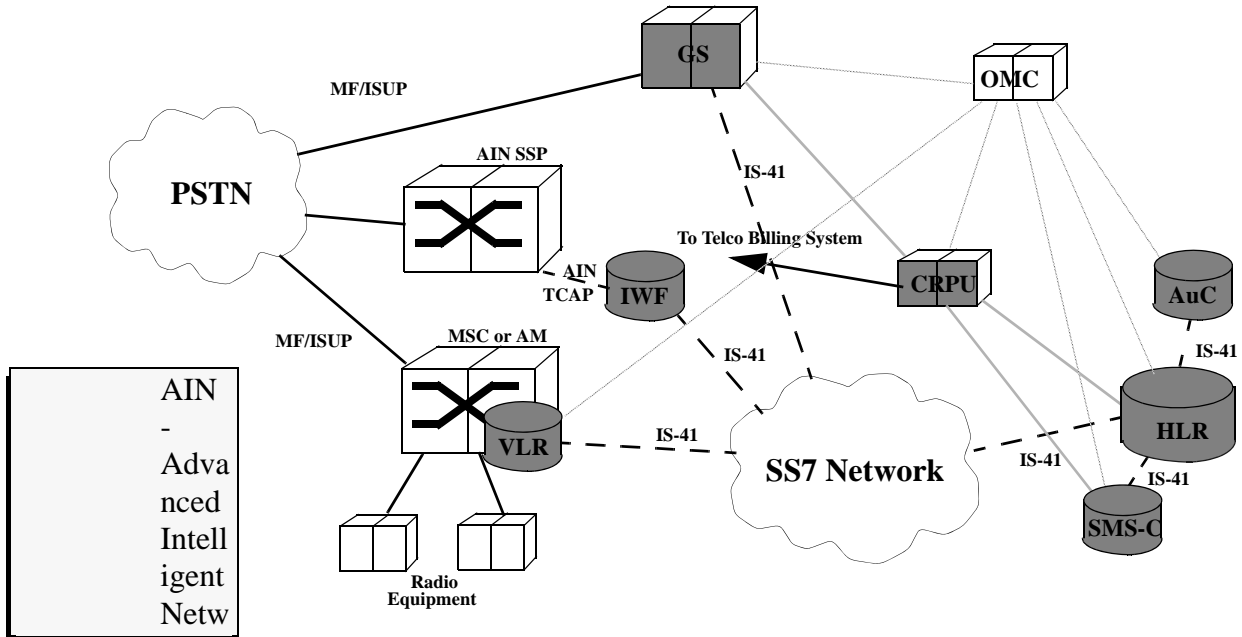 GS
OMC
MF/ISUP
AIN SSP
PSTN
IS-41
To Telco Billing System
AIN
TCAP
IWF
CRPU
AuC
MF/ISUP
MSC or AM
IS-41
IS-41
AIN
-
Adva
nced
Intell
igent
Netw
VLR
IS-41
SS7 Network
IS-41
HLR
IS-41
SMS-C
Radio
Equipment